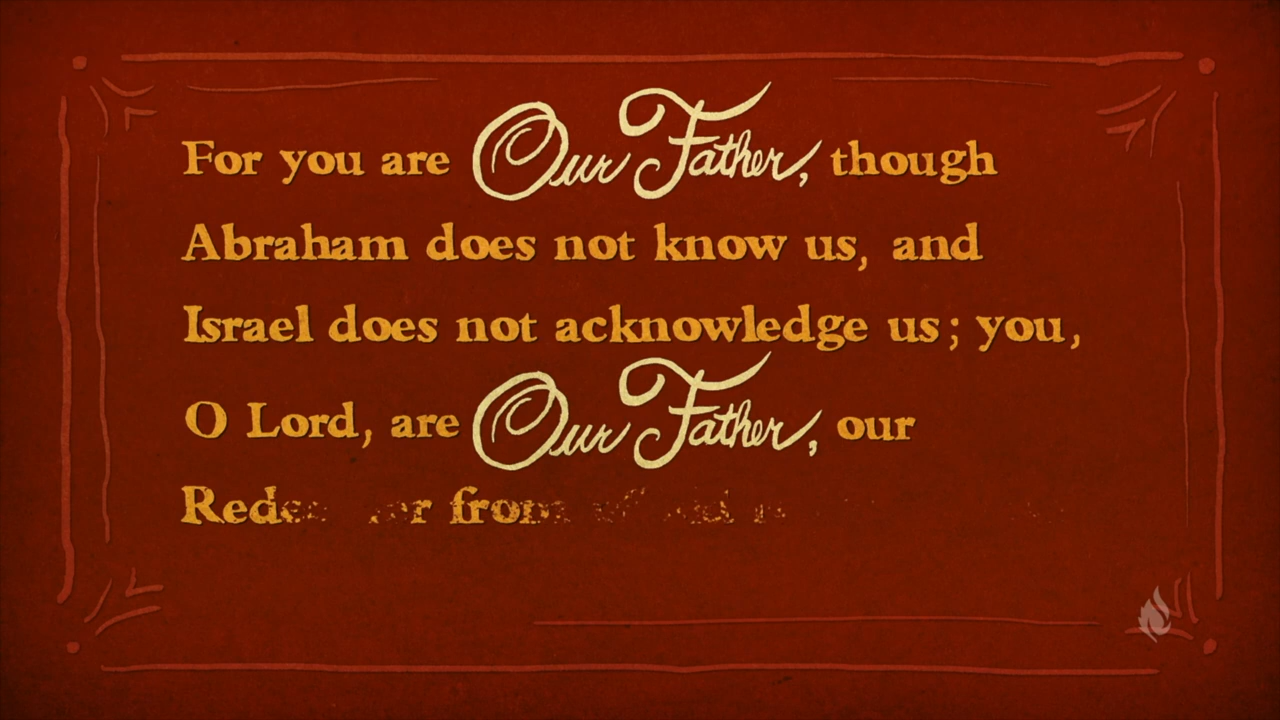 For you are Our Father, though
Abraham does not know us, and
Israel does not acknowledge us; you,
O Lord, are Our Father, our
from